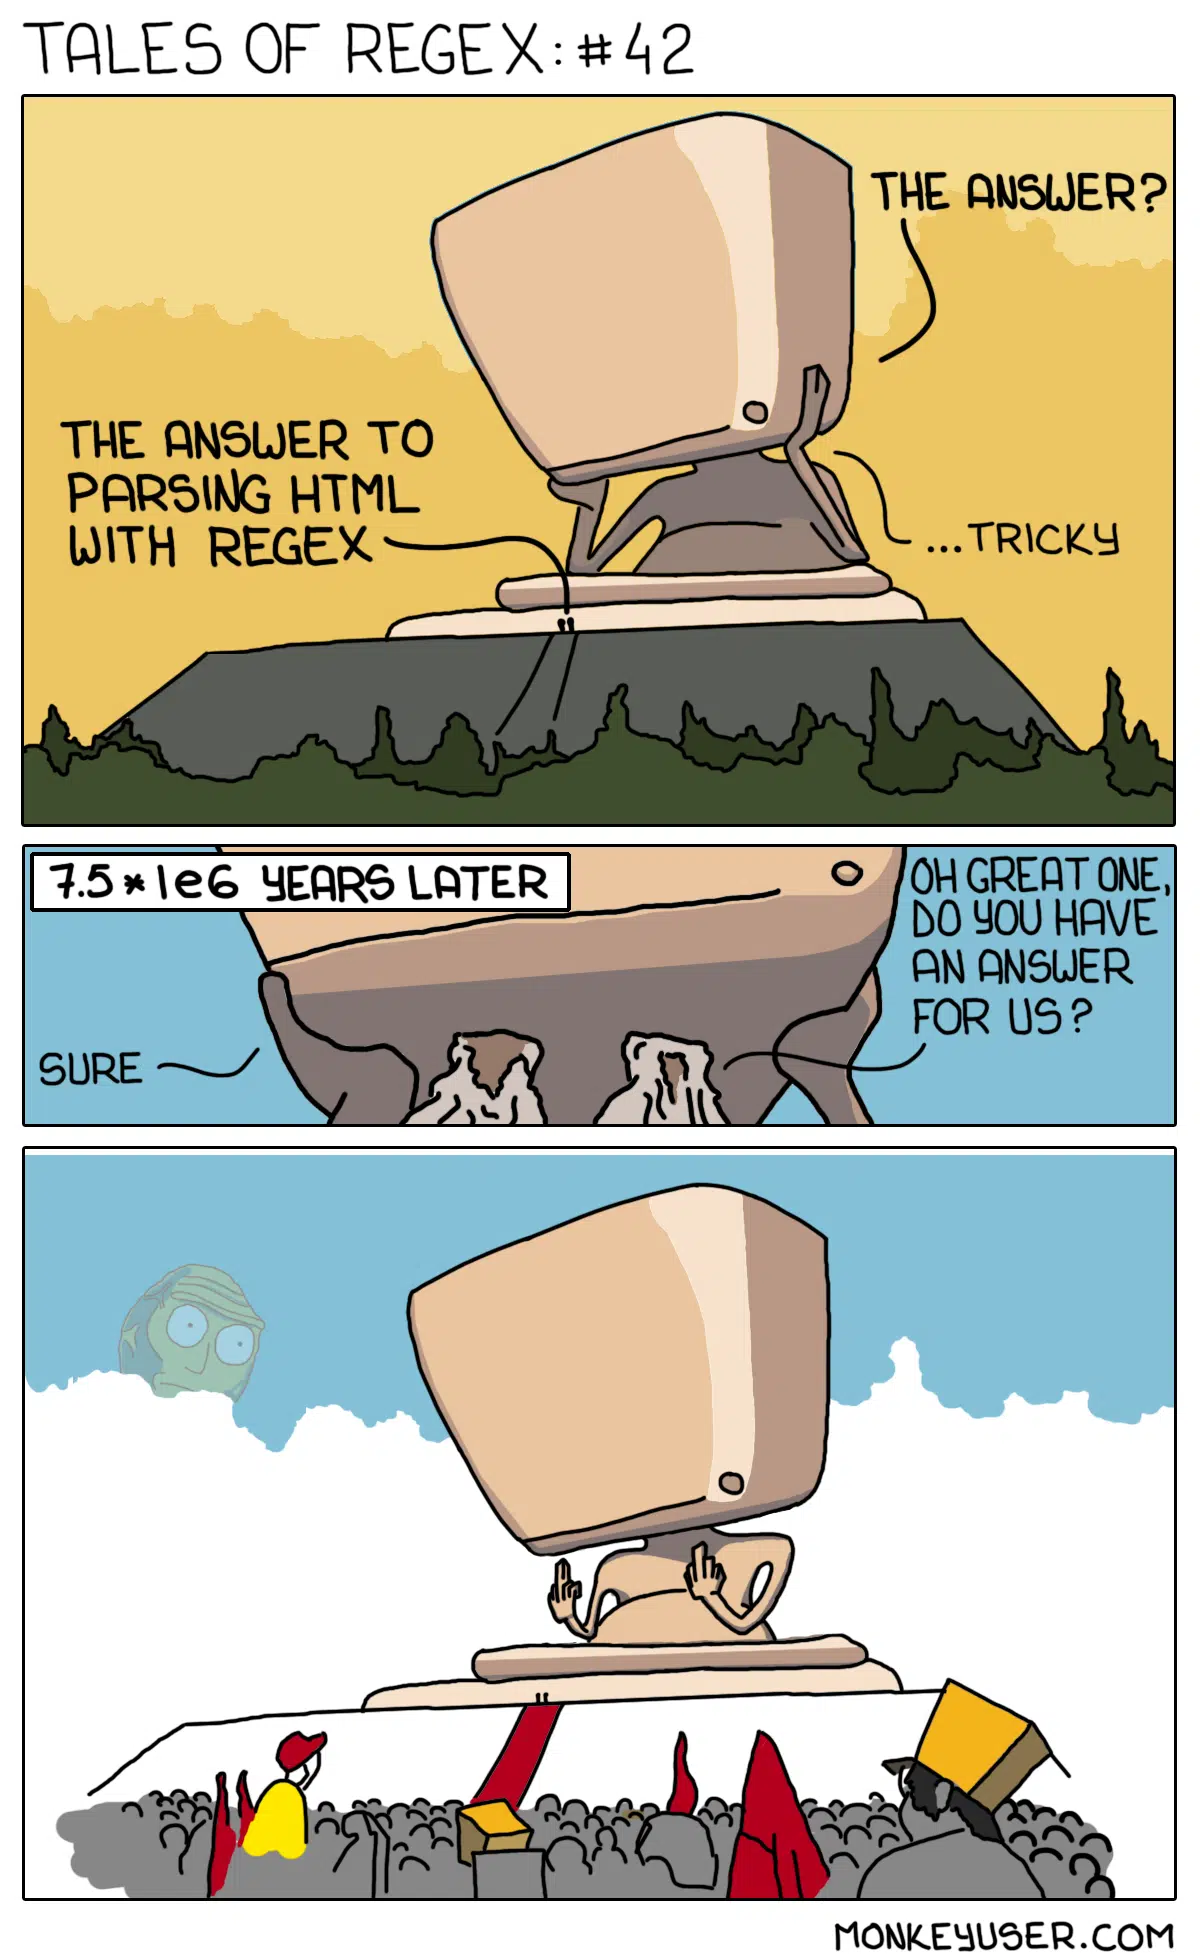 TALES OF REGEX: #42
THE ANSWER?
THE ANSWER TO
PARSING HTML
WITH REGEX
...TRICKY
7.5*1e6 YEARS LATER
OH GREAT ONE,
DO YOU HAVE
AN ANSWER
FOR US?
SURE
MONKEYUSER.COM